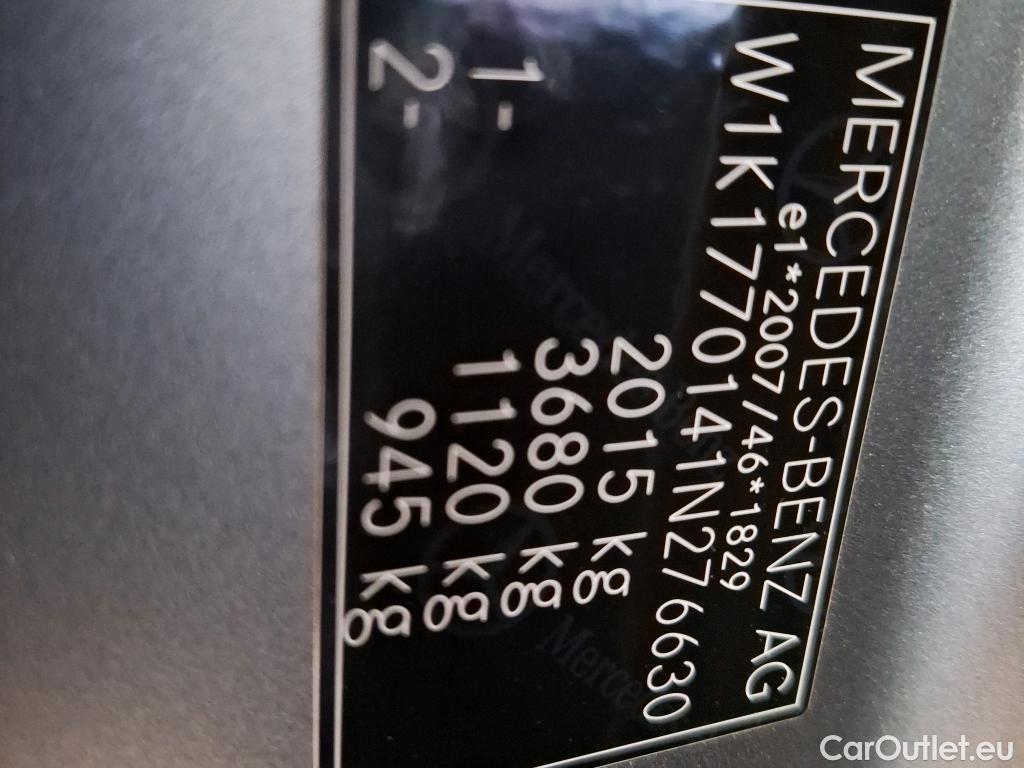 MERCEDES-BENZ AG
e1*2007/46*1829
W1K1770141N276630
2015 kg
3680 kg
1- 1120 kg
2- 945 kg
CarOutlet.eu